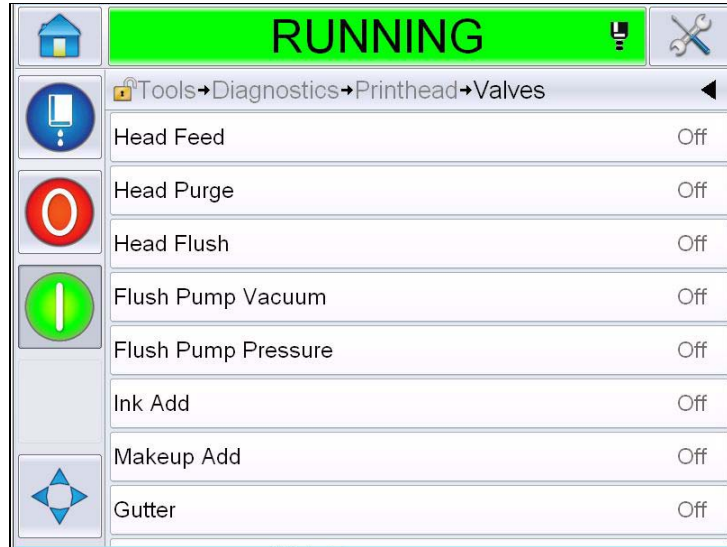 RUNNING
Tools→Diagnostics→Printhead→Valves
Head Feed Off
Head Purge Off
Head Flush Off
Flush Pump Vacuum Off
Flush Pump Pressure Off
Ink Add Off
Makeup Add Off
Gutter Off